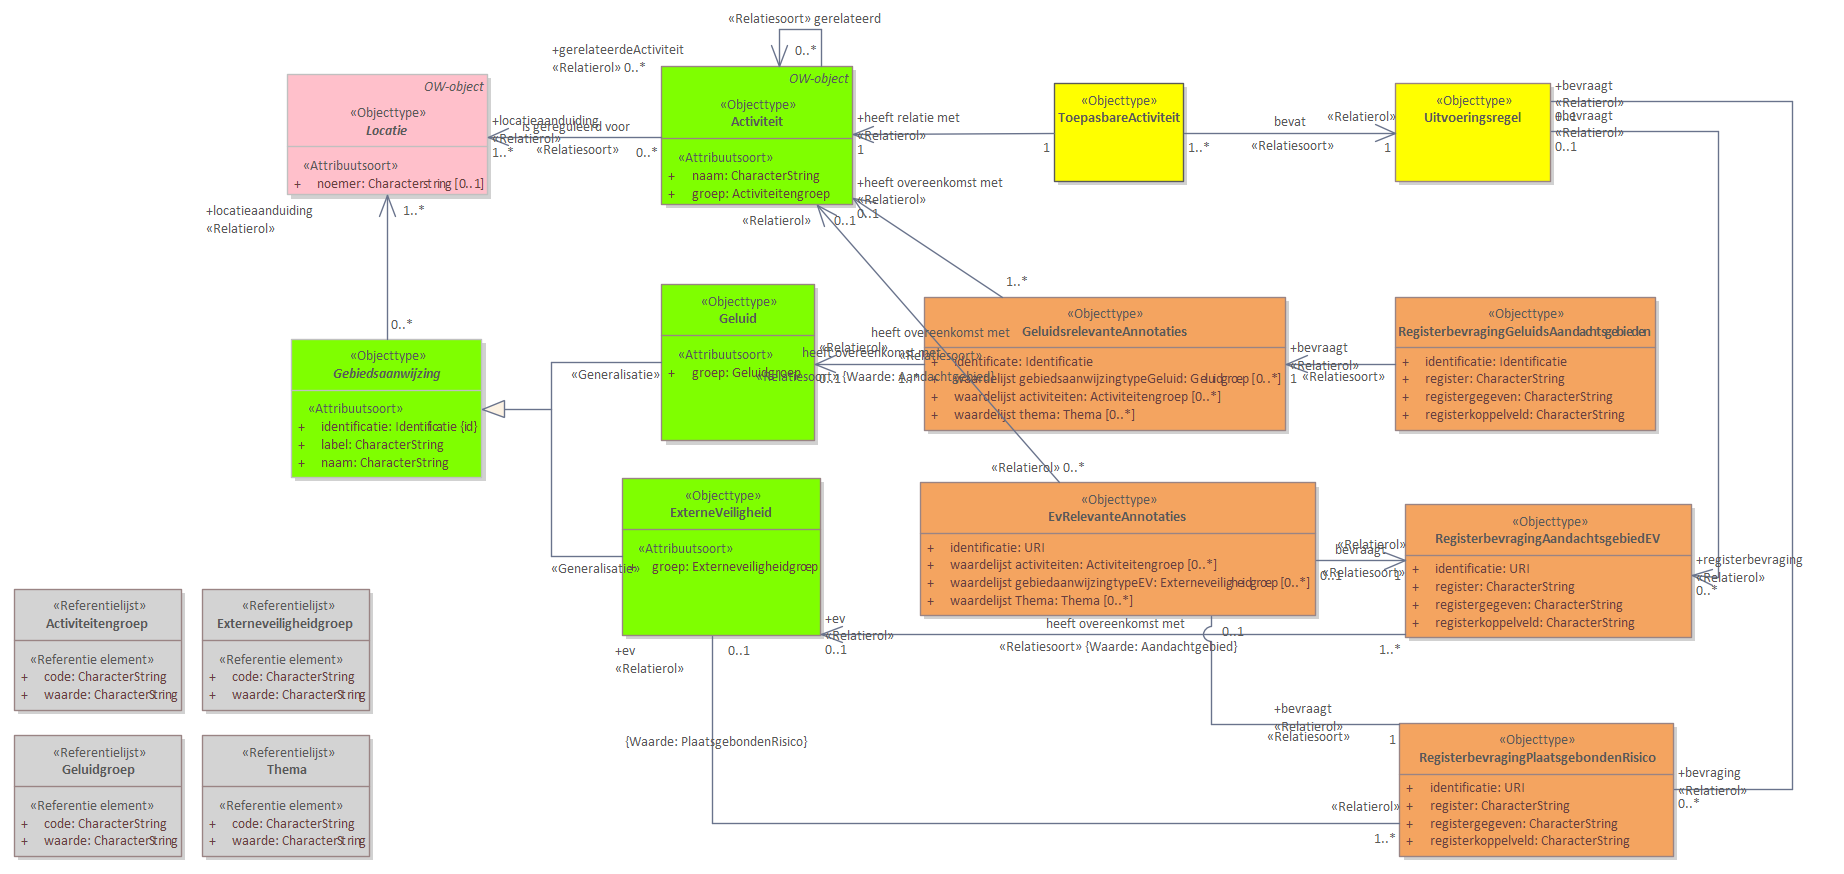 «Relatiesoort» gerelateerd
+gerelateerdeActiviteit
«Relatierol» 0..*
0..*
OW-object
«Objecttype»
Locatie
«Attribuutsoort»
+ noemer: Characterstring [0..1]
+locatieaanduiding
«Relatierol»
1..*
is gereguleerd voor
«Relatiesoort»
0..*
OW-object
«Objecttype»
Activiteit
«Attribuutsoort»
+ naam: CharacterString
+ groep: Activiteitengroep
+heeft relatie met
«Relatierol»
1
1
«Objecttype»
ToepasbareActiviteit
bevat
«Relatierol»
1..*
«Relatiesoort»
1
«Objecttype»
Uitvoeringsregel
+bevraagt
«Relatierol»
0..1
+bevraagt
«Relatierol»
0..1
+heeft overeenkomst met
«Relatierol»
0..1
«Relatierol»
0..1
1..*
+locatieaanduiding
«Relatierol»
1..*
0..*
«Objecttype»
Gebiedsaanwijzing
«Attribuutsoort»
+ identificatie: Identificatie {id}
+ label: CharacterString
+ naam: CharacterString
«Generalisatie»
«Generalisatie»
«Objecttype»
Geluid
«Attribuutsoort»
+ groep: Geluidgroep
heeft overeenkomst met
«Relatierol»
heeft overeenkomst met
«Relatiesoort»
0..1
1..*
«Relatiesoort» {Waarde: Aandachtgebied}
«Objecttype»
GeluidsrelevanteAnnotaties
+ identificatie: Identificatie
+ waardelijst gebiedsaanwijzingtypeGeluid: Geluidgroep [0..*]
+ waardelijst activiteiten: Activiteitengroep [0..*]
+ waardelijst thema: Thema [0..*]
+bevraagt
«Relatierol»
1
«Relatiesoort»
«Objecttype»
RegisterbevragingGeluidsAandachtsgebieden
+ identificatie: Identificatie
+ register: CharacterString
+ registergegeven: CharacterString
+ registerkoppelveld: CharacterString
«Relatierol» 0..*
«Objecttype»
ExterneVeiligheid
«Attribuutsoort»
+ groep: Externeveiligheidgroep
«Objecttype»
EvRelevanteAnnotaties
+ identificatie: URI
+ waardelijst activiteiten: Activiteitengroep [0..*]
+ waardelijst gebiedaanwijzingtypeEV: Externeveiligheidgroep [0..*]
+ waardelijst Thema: Thema [0..*]
«Relatierol»
bevraagt
0..1
«Relatiesoort»
1
«Objecttype»
RegisterbevragingAandachtsgebiedEV
+ identificatie: URI
+ register: CharacterString
+ registergegeven: CharacterString
+ registerkoppelveld: CharacterString
+registerbevraging
«Relatierol»
0..*
+ev
«Relatierol»
0..1
heeft overeenkomst met
«Relatiesoort» {Waarde: Aandachtgebied}
1..*
0..1
+ev
«Relatierol»
0..1
{Waarde: PlaatsgebondenRisico}
+bevraagt
«Relatierol»
«Relatiesoort»
1
«Relatierol»
1..*
«Objecttype»
RegisterbevragingPlaatsgebondenRisico
+ identificatie: URI
+ register: CharacterString
+ registergegeven: CharacterString
+ registerkoppelveld: CharacterString
+bevraging
«Relatierol»
0..*
«Referentielijst»
Activiteitengroep
«Referentie element»
+ code: CharacterString
+ waarde: CharacterString
«Referentielijst»
Externeveiligheidgroep
«Referentie element»
+ code: CharacterString
+ waarde: CharacterString
«Referentielijst»
Geluidgroep
«Referentie element»
+ code: CharacterString
+ waarde: CharacterString
«Referentielijst»
Thema
«Referentie element»
+ code: CharacterString
+ waarde: CharacterString